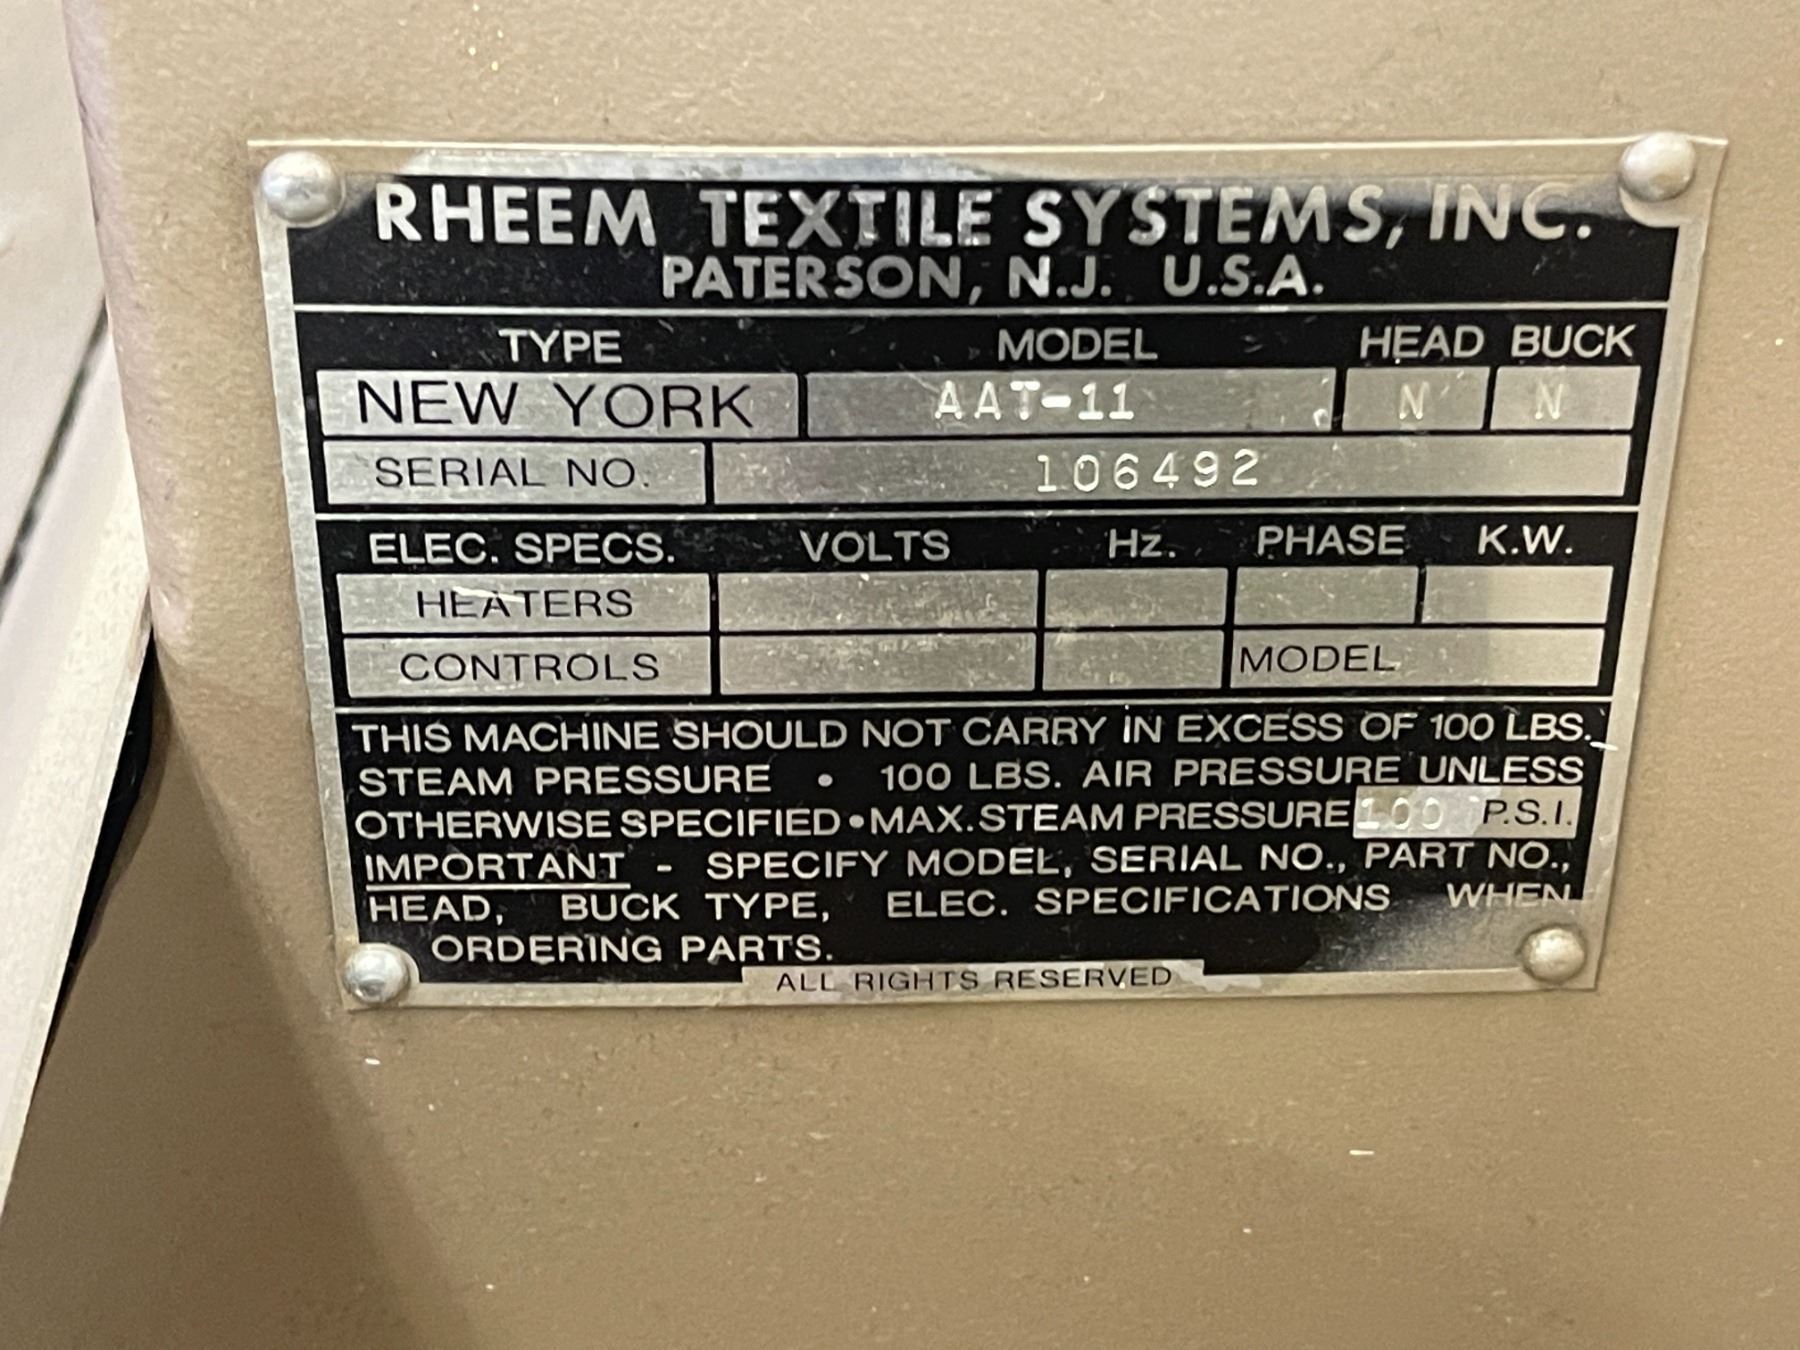 RHEEM TEXTILE SYSTEMS, INC.
PATERSON, N.J. U.S.A.
TYPE MODEL HEAD BUCK
NEW YORK AAT-11 N N
SERIAL NO. 106492
ELEC. SPECS. VOLTS Hz. PHASE K.W.
HEATERS
CONTROLS MODEL
THIS MACHINE SHOULD NOT CARRY IN EXCESS OF 100 LBS.
STEAM PRESSURE • 100 LBS. AIR PRESSURE UNLESS
OTHERWISE SPECIFIED • MAX. STEAM PRESSURE 100 P.S.I.
IMPORTANT - SPECIFY MODEL, SERIAL NO., PART NO.,
HEAD, BUCK TYPE, ELEC. SPECIFICATIONS WHEN
ORDERING PARTS.
ALL RIGHTS RESERVED